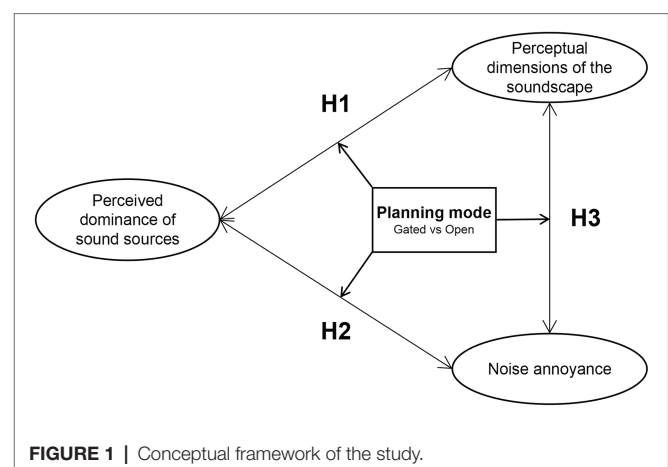 Perceptual
dimensions of the
soundscape
H1
Perceived
dominance of
sound sources
Planning mode
Gated vs Open
H3
H2
Noise annoyance
FIGURE 1 | Conceptual framework of the study.